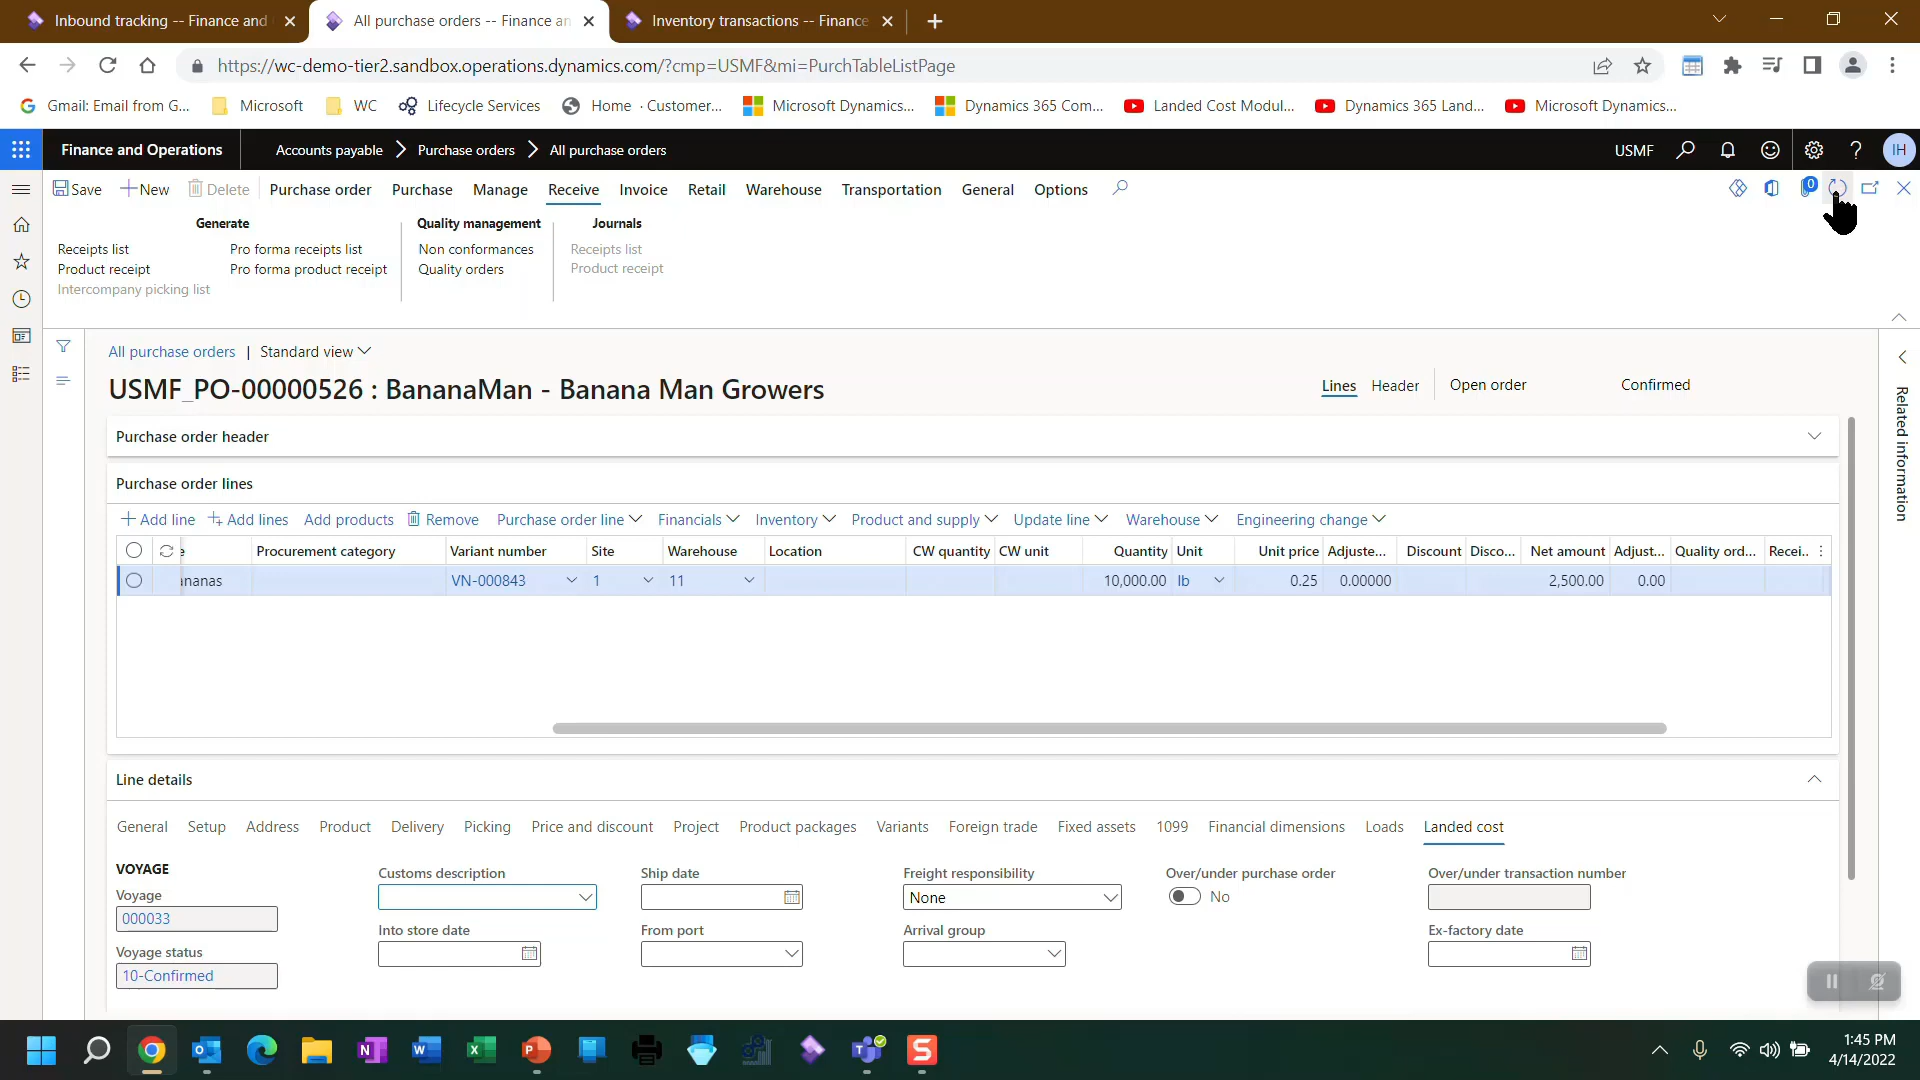 Inbound tracking -- Finance and
All purchase orders -- Finance an
Inventory transactions -- Finance
https://wc-demo-tier2.sandbox.operations.dynamics.com/?cmp=USMF&mi=PurchTableListPage
Gmail: Email from G...
Microsoft
WC
Lifecycle Services
Home · Customer...
Microsoft Dynamics...
Dynamics 365 Com...
Landed Cost Modul...
Dynamics 365 Land...
Microsoft Dynamics...
Finance and Operations
Accounts payable
Purchase orders
All purchase orders
USMF
IH
Save
New
Delete
Purchase order
Purchase
Manage
Receive
Invoice
Retail
Warehouse
Transportation
General
Options
0
Generate
Quality management
Journals
Receipts list
Pro forma receipts list
Non conformances
Receipts list
Product receipt
Pro forma product receipt
Quality orders
Product receipt
Intercompany picking list
All purchase orders | Standard view
USMF_PO-00000526 : BananaMan - Banana Man Growers
Lines
Header
Open order
Confirmed
Related information
Purchase order header
Purchase order lines
Add line
Add lines
Add products
Remove
Purchase order line
Financials
Inventory
Product and supply
Update line
Warehouse
Engineering change
Procurement category
Variant number
Site
Warehouse
Location
CW quantity
CW unit
Quantity
Unit
Unit price
Adjuste...
Discount
Disco...
Net amount
Adjust...
Quality ord...
Recei..
ananas
VN-000843
1
11
10,000.00
lb
0.25
0.00000
2,500.00
0.00
Line details
General
Setup
Address
Product
Delivery
Picking
Price and discount
Project
Product packages
Variants
Foreign trade
Fixed assets
1099
Financial dimensions
Loads
Landed cost
VOYAGE
Voyage
000033
Voyage status
10-Confirmed
Customs description
Into store date
Ship date
From port
Freight responsibility
None
Arrival group
Over/under purchase order
No
Over/under transaction number
Ex-factory date
1:45 PM
4/14/2022